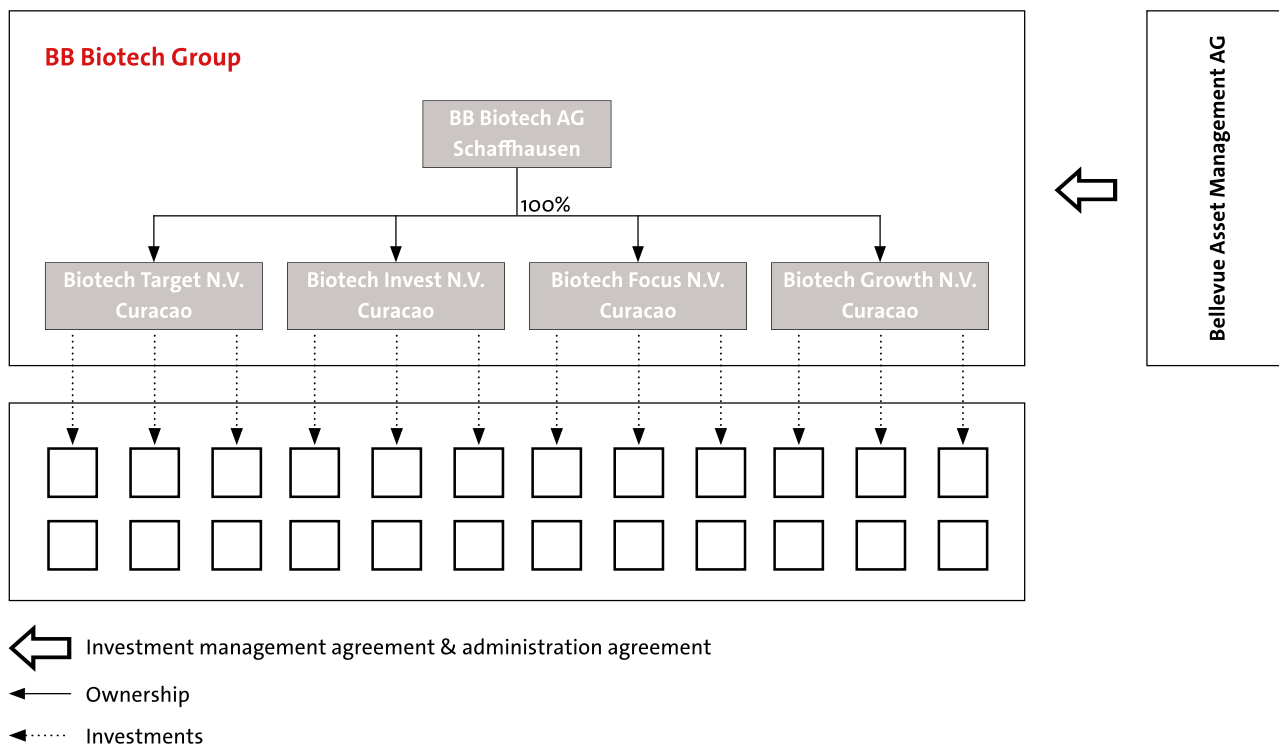 BB Biotech Group
BB Biotech AG
Schaffhausen
100%
Biotech Target N.V.
Curacao
Biotech Invest N.V.
Curacao
Biotech Focus N.V.
Curacao
Biotech Growth N.V.
Curacao
Bellevue Asset Management AG
Investment management agreement & administration agreement
Ownership
Investments